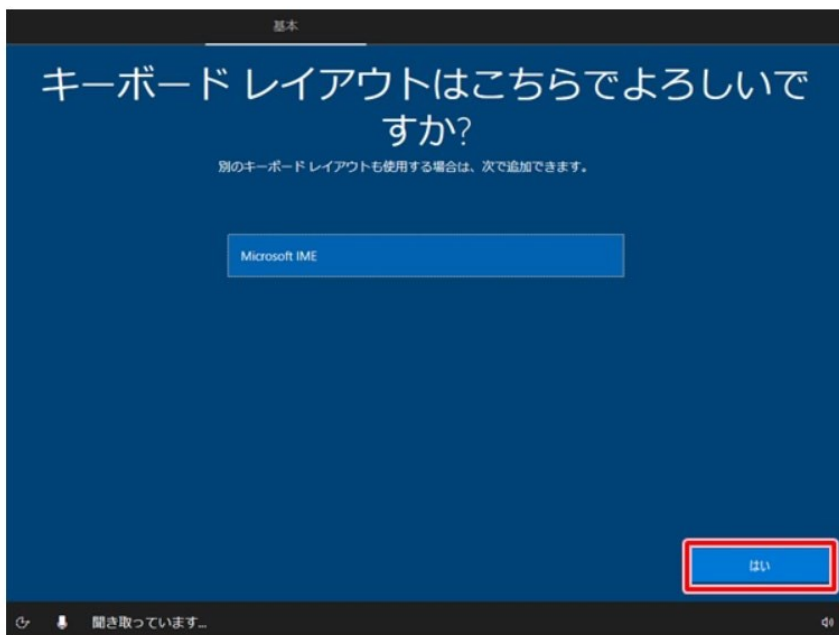 基本
キーボード レイアウトはこちらでよろしいで
すか?
別のキーボード レイアウトも使用する場合は、次で追加できます。
Microsoft IME
はい
聞き取っています...